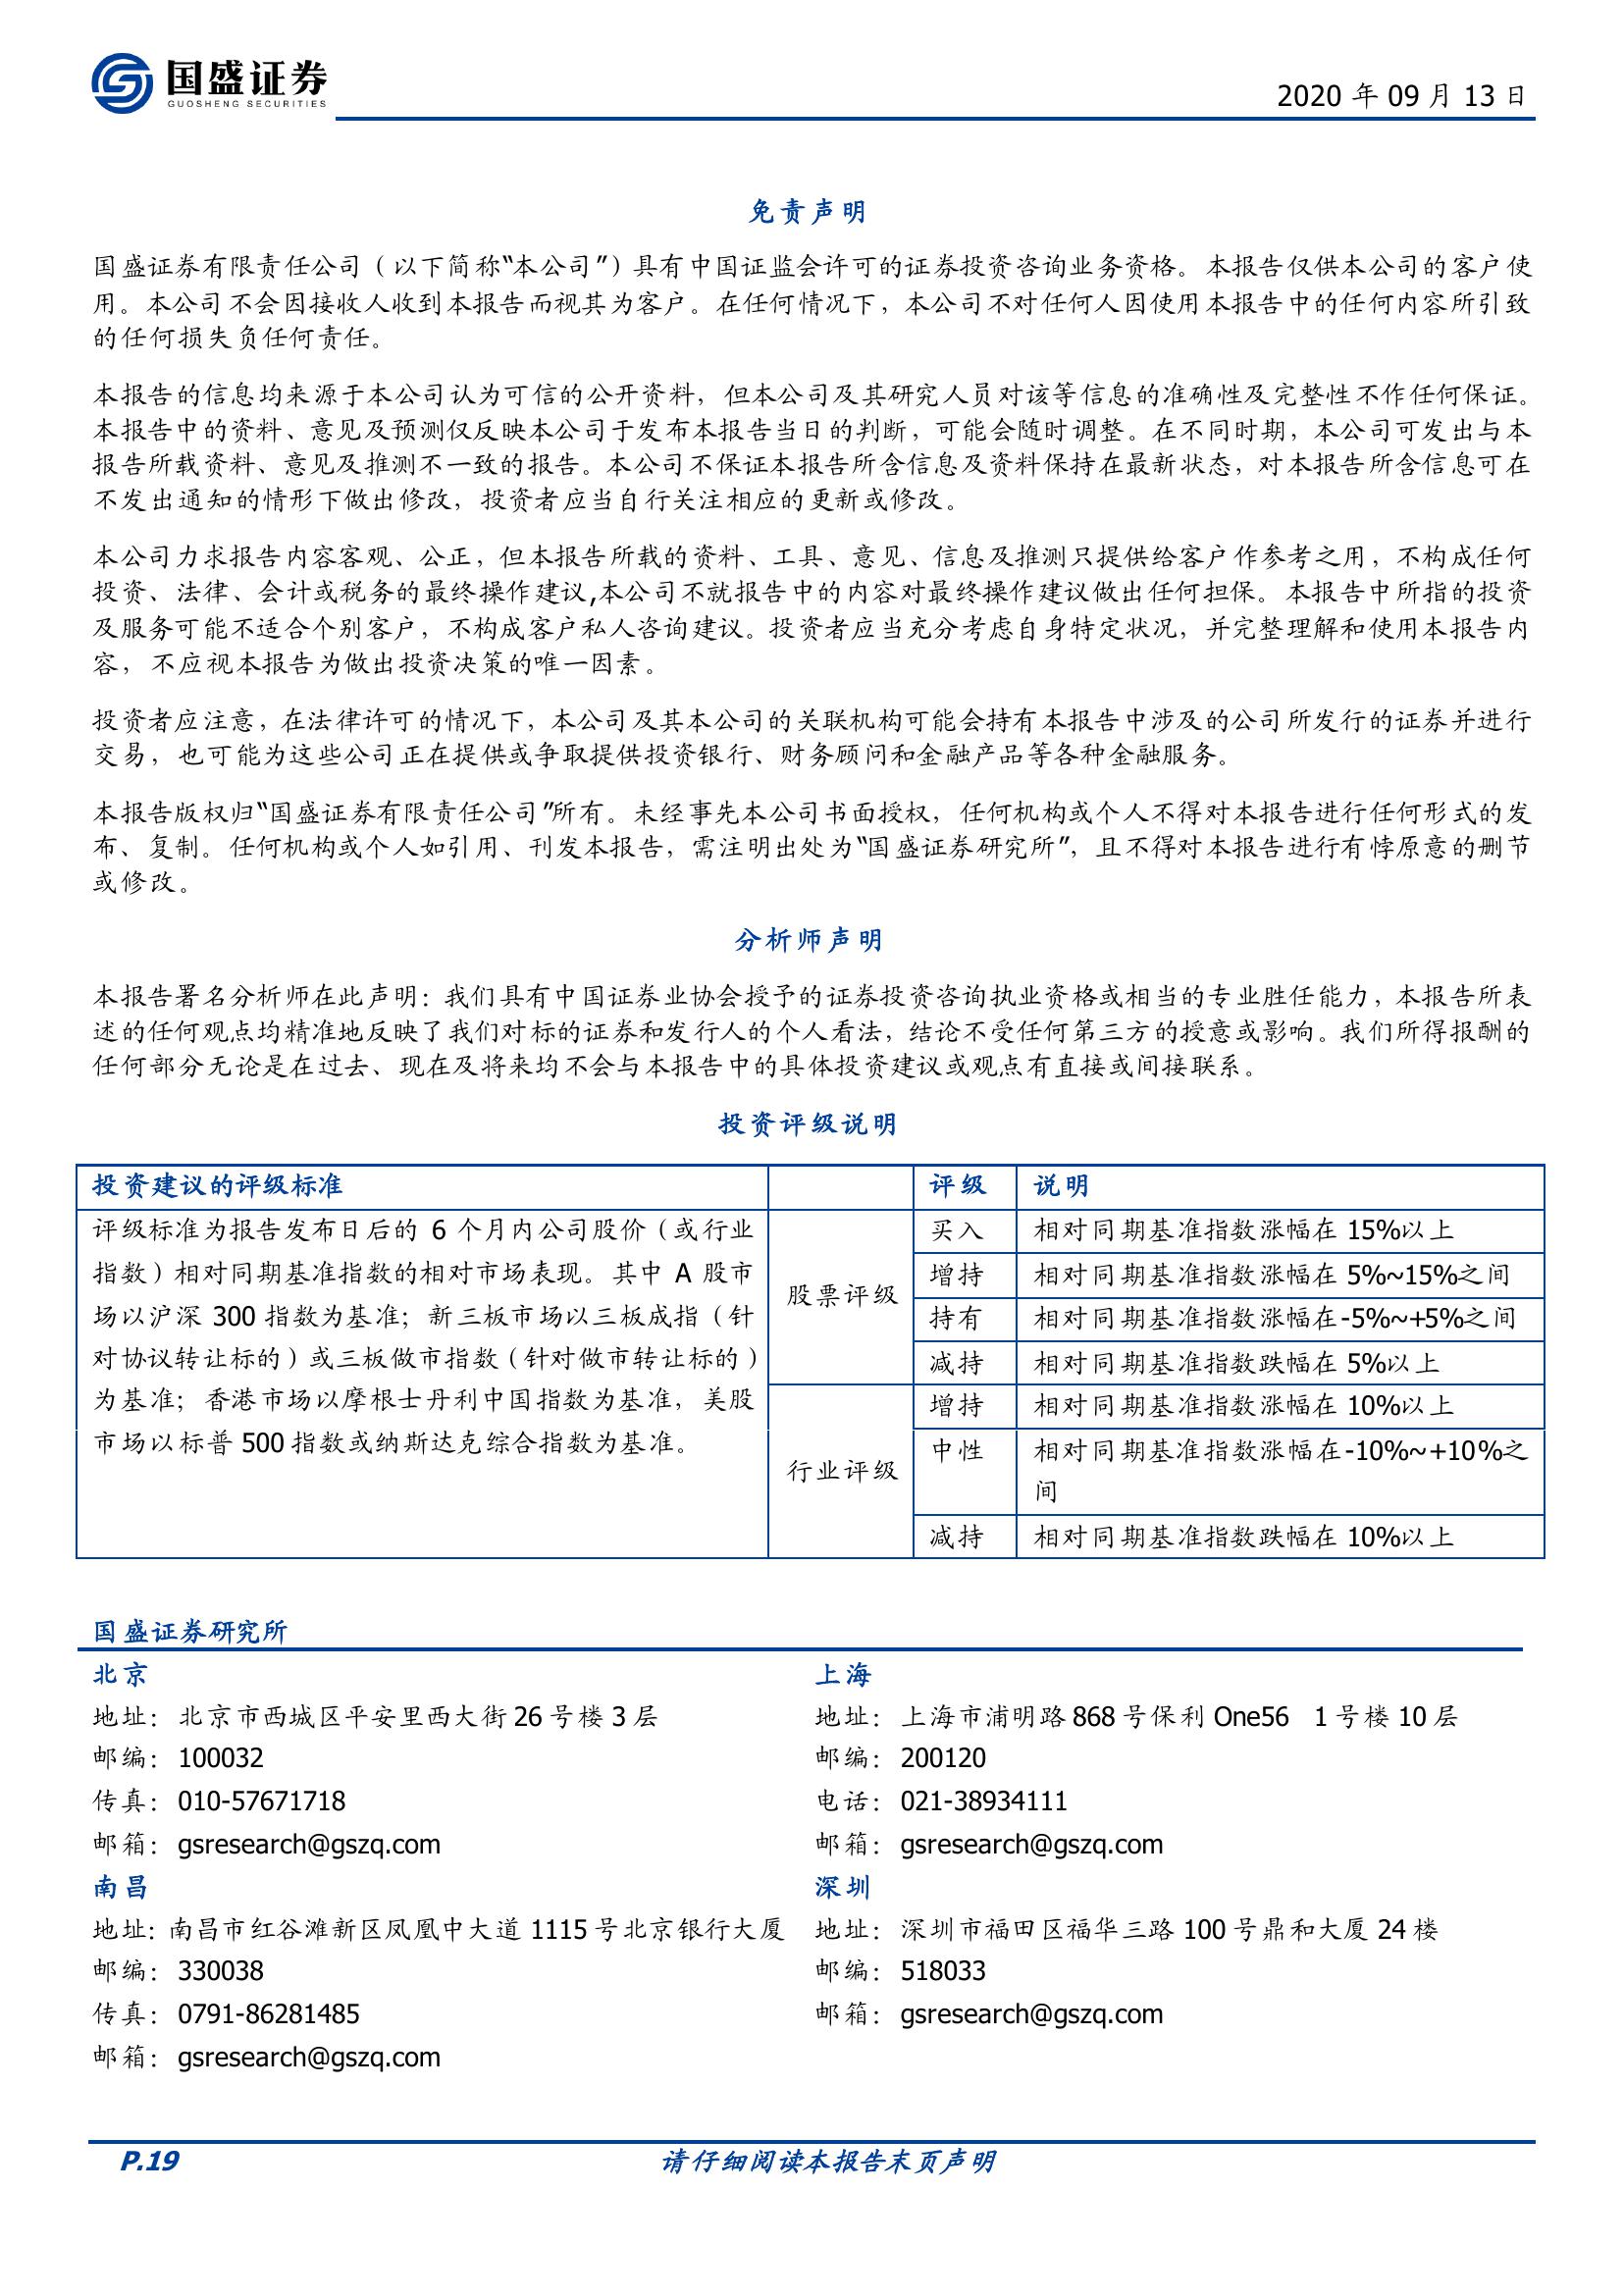 国盛证券
GUOSHENG SECURITIES
2020 年 09 月 13 日
免责声明
国盛证券有限责任公司（以下简称“本公司”）具有中国证监会许可的证券投资咨询业务资格。本报告仅供本公司的客户使
用。本公司不会因接收人收到本报告而视其为客户。在任何情况下，本公司不对任何人因使用本报告中的任何内容所引致
的任何损失负任何责任。
本报告的信息均来源于本公司认为可信的公开资料，但本公司及其研究人员对该等信息的准确性及完整性不作任何保证。
本报告中的资料、意见及预测仅反映本公司于发布本报告当日的判断，可能会随时调整。在不同时期，本公司可发出与本
报告所载资料、意见及推测不一致的报告。本公司不保证本报告所含信息及资料保持在最新状态，对本报告所含信息可在
不发出通知的情形下做出修改，投资者应当自行关注相应的更新或修改。
本公司力求报告内容客观、公正，但本报告所载的资料、工具、意见、信息及推测只提供给客户作参考之用，不构成任何
投资、法律、会计或税务的最终操作建议,本公司不就报告中的内容对最终操作建议做出任何担保。本报告中所指的投资
及服务可能不适合个别客户，不构成客户私人咨询建议。投资者应当充分考虑自身特定状况，并完整理解和使用本报告内
容，不应视本报告为做出投资决策的唯一因素。
投资者应注意，在法律许可的情况下，本公司及其本公司的关联机构可能会持有本报告中涉及的公司所发行的证券并进行
交易，也可能为这些公司正在提供或争取提供投资银行、财务顾问和金融产品等各种金融服务。
本报告版权归“国盛证券有限责任公司”所有。未经事先本公司书面授权，任何机构或个人不得对本报告进行任何形式的发
布、复制。任何机构或个人如引用、刊发本报告，需注明出处为“国盛证券研究所”，且不得对本报告进行有悖原意的删节
或修改。
分析师声明
本报告署名分析师在此声明：我们具有中国证券业协会授予的证券投资咨询执业资格或相当的专业胜任能力，本报告所表
述的任何观点均精准地反映了我们对标的证券和发行人的个人看法，结论不受任何第三方的授意或影响。我们所得报酬的
任何部分无论是在过去、现在及将来均不会与本报告中的具体投资建议或观点有直接或间接联系。
投资评级说明
投资建议的评级标准 评级 说明
评级标准为报告发布日后的 6 个月内公司股价（或行业
指数）相对同期基准指数的相对市场表现。其中 A 股市
场以沪深 300 指数为基准；新三板市场以三板成指（针
对协议转让标的）或三板做市指数（针对做市转让标的）
为基准；香港市场以摩根士丹利中国指数为基准，美股
市场以标普 500 指数或纳斯达克综合指数为基准。
股票评级
买入 相对同期基准指数涨幅在 15%以上
增持 相对同期基准指数涨幅在 5%~15%之间
持有 相对同期基准指数涨幅在-5%~+5%之间
减持 相对同期基准指数跌幅在 5%以上
行业评级
增持 相对同期基准指数涨幅在 10%以上
中性 相对同期基准指数涨幅在-10%~+10%之
间
减持 相对同期基准指数跌幅在 10%以上
国盛证券研究所
北京
地址：北京市西城区平安里西大街 26 号楼 3 层
邮编：100032
传真：010-57671718
邮箱：gsresearch@gszq.com
上海
地址：上海市浦明路 868 号保利 One56 1 号楼 10 层
邮编：200120
电话：021-38934111
邮箱：gsresearch@gszq.com
南昌
地址：南昌市红谷滩新区凤凰中大道 1115 号北京银行大厦
邮编：330038
传真：0791-86281485
邮箱：gsresearch@gszq.com
深圳
地址：深圳市福田区福华三路 100 号鼎和大厦 24 楼
邮编：518033
邮箱：gsresearch@gszq.com
P.19 请仔细阅读本报告末页声明